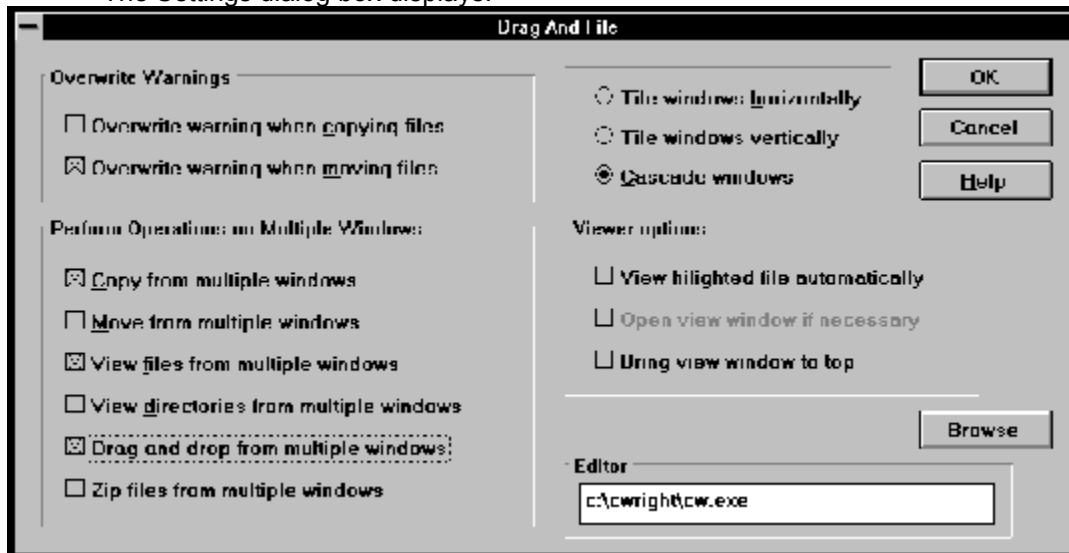 The Settings dialog box displays.
Drag And File
Overwrite Warnings
Overwrite warning when copying files
Overwrite warning when moving files
Perform Operations on Multiple Windows
Copy from multiple windows
Move from multiple windows
View files from multiple windows
View directories from multiple windows
Drag and drop from multiple windows
Zip files from multiple windows
Tile windows horizontally
Tile windows vertically
Cascade windows
Viewer options
View hilighted file automatically
Open view window if necessary
Bring view window to top
OK
Cancel
Help
Browse
Editor
c:\cwright\cw.exe